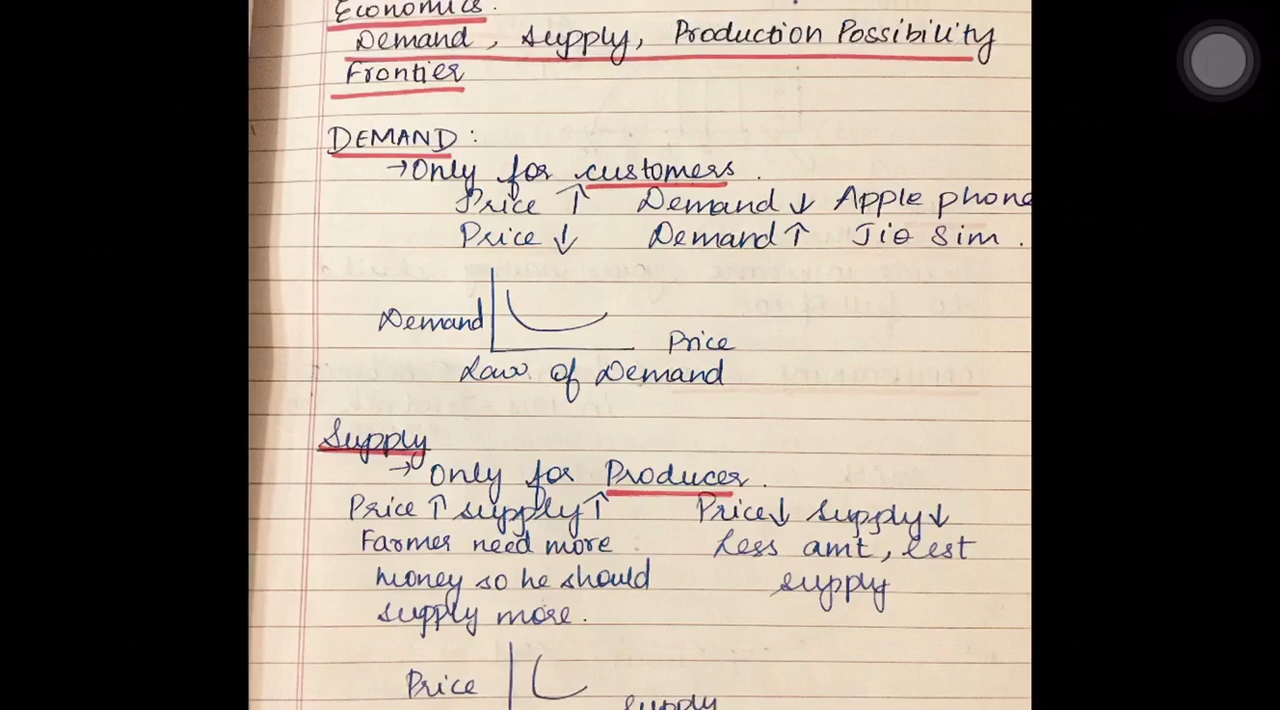 Economics.
Demand, Supply, Production Possibility
Frontier
DEMAND:
→Only for customers.
Price ↑ Demand ↓ Apple phone
Price ↓ Demand ↑ Jio Sim.
Demand
Price
Law of Demand
Supply
→ Only for Producer.
Price ↑ supply ↑ Price ↓ supply ↓
Farmer need more Less amt, lest
money so he should supply
supply more.
Price
supply